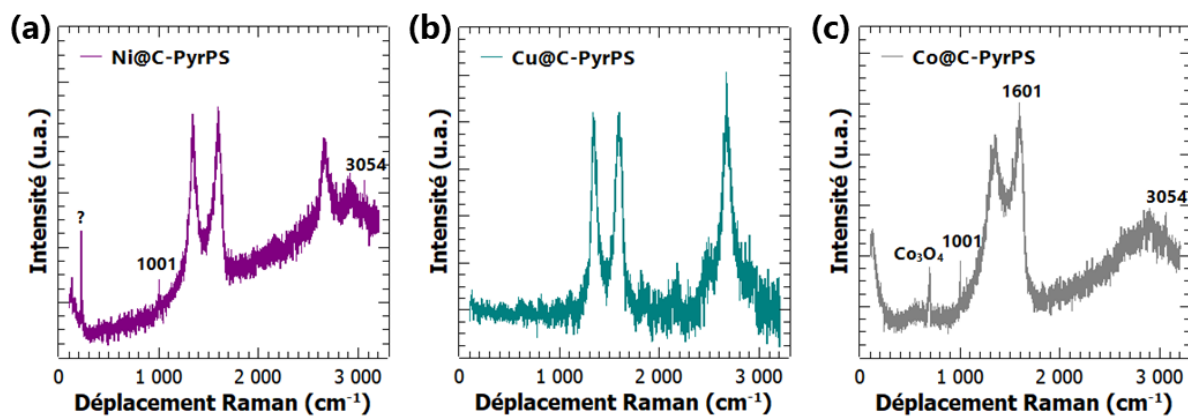 (a)
Ni@C-PyrPS
?
1001
3054
Intensité (u.a.)
0 1 000 2 000 3 000
Déplacement Raman (cm⁻¹)
(b)
Cu@C-PyrPS
Intensité (u.a.)
0 1 000 2 000 3 000
Déplacement Raman (cm⁻¹)
(c)
Co@C-PyrPS
1601
3054
1001
Co₃O₄
Intensité (u.a.)
0 1 000 2 000 3 000
Déplacement Raman (cm⁻¹)